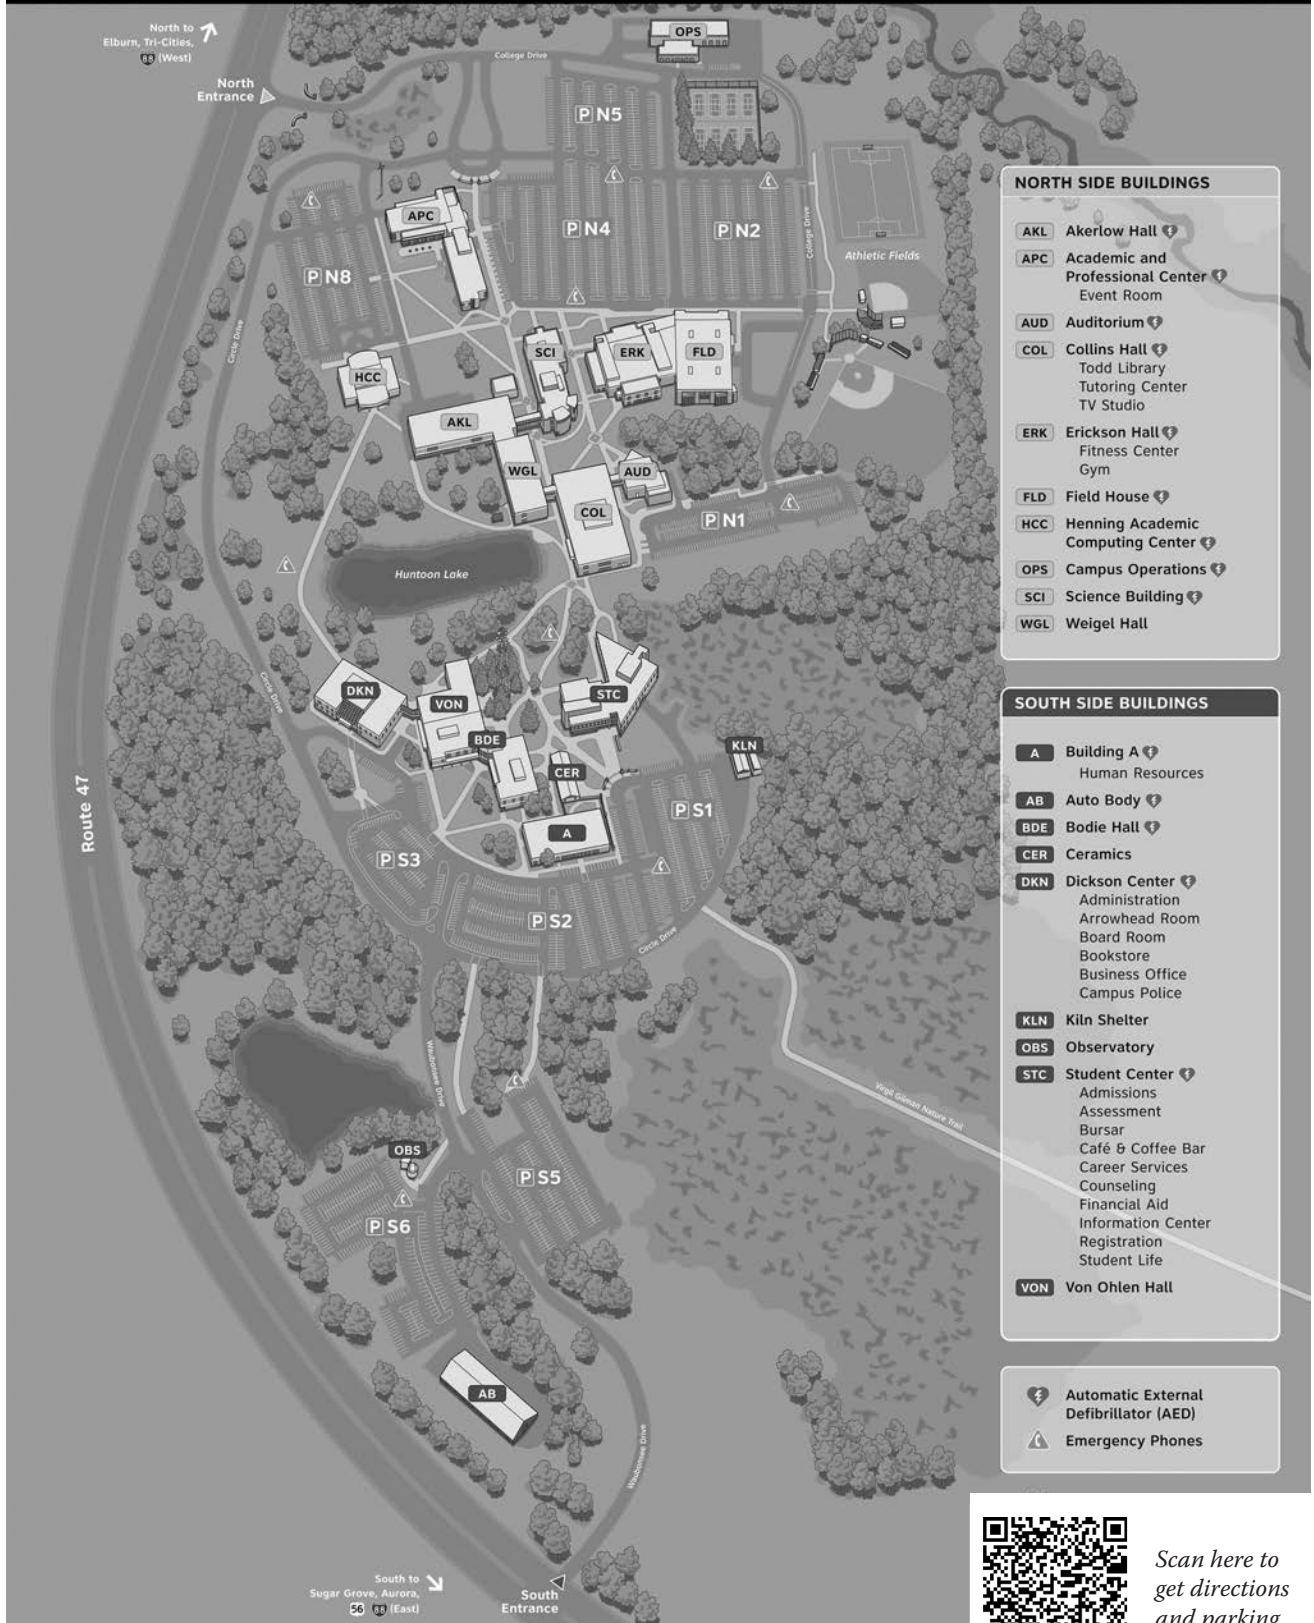 North to
Elburn, Tri-Cities,
88 (West)
North
Entrance
College Drive
OPS
P N5
P N4
P N2
College Drive
Athletic Fields
APC
P N8
Circle Drive
HCC
SCI
ERK
FLD
AKL
WGL
AUD
COL
P N1
Huntoon Lake
Circle Drive
DKN
VON
STC
BDE
KLN
CER
A
P S1
P S3
P S2
Circle Drive
Route 47
Waubonsee Drive
Virgil Gilman Nature Trail
OBS
P S5
P S6
AB
Waubonsee Drive
South to
Sugar Grove, Aurora,
56 88 (East)
South
Entrance
NORTH SIDE BUILDINGS
AKL Akerlow Hall
APC Academic and
Professional Center
Event Room
AUD Auditorium
COL Collins Hall
Todd Library
Tutoring Center
TV Studio
ERK Erickson Hall
Fitness Center
Gym
FLD Field House
HCC Henning Academic
Computing Center
OPS Campus Operations
SCI Science Building
WGL Weigel Hall
SOUTH SIDE BUILDINGS
A Building A
Human Resources
AB Auto Body
BDE Bodie Hall
CER Ceramics
DKN Dickson Center
Administration
Arrowhead Room
Board Room
Bookstore
Business Office
Campus Police
KLN Kiln Shelter
OBS Observatory
STC Student Center
Admissions
Assessment
Bursar
Café & Coffee Bar
Career Services
Counseling
Financial Aid
Information Center
Registration
Student Life
VON Von Ohlen Hall
Automatic External
Defibrillator (AED)
Emergency Phones
Scan here to
get directions
and parking